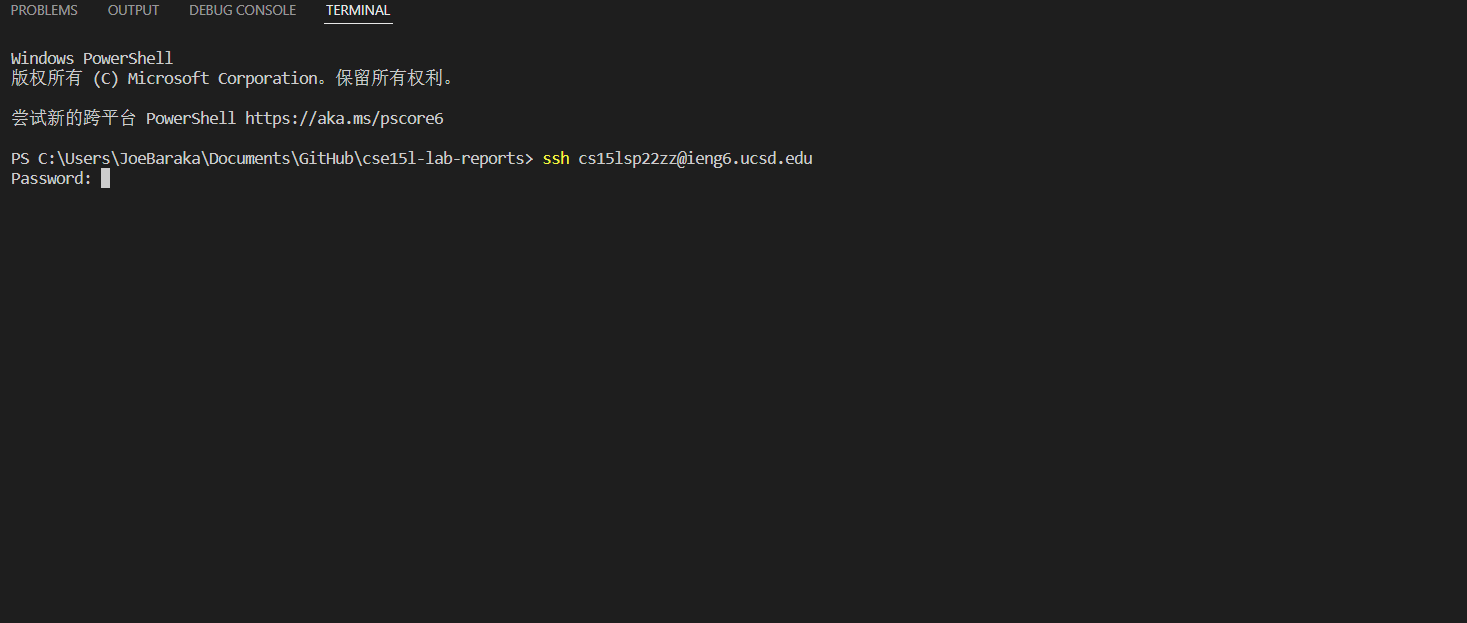 PROBLEMS OUTPUT DEBUG CONSOLE TERMINAL
Windows PowerShell
版权所有 (C) Microsoft Corporation。保留所有权利。
尝试新的跨平台 PowerShell https://aka.ms/pscore6
PS C:\Users\JoeBaraka\Documents\GitHub\cse15l-lab-reports> ssh cs15lsp22zz@ieng6.ucsd.edu
Password: